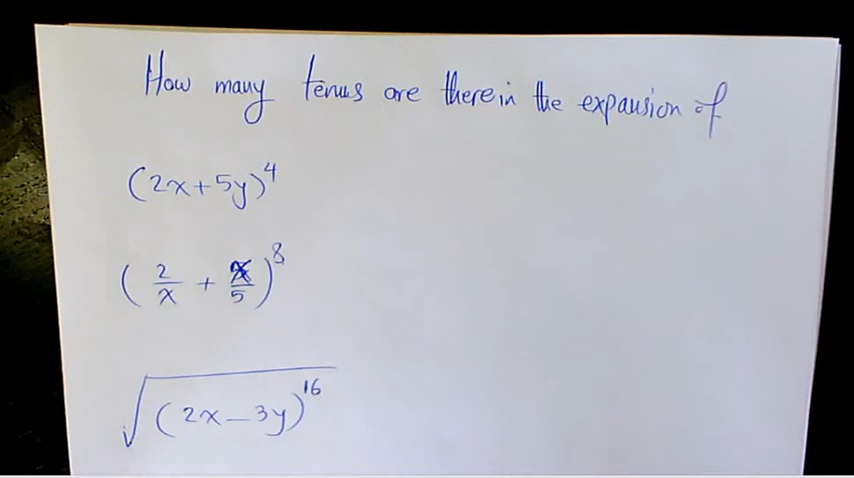 How many terms are there in the expansion of
(2x+5y)^4
(2/x + x/5)^8
√(2x-3y)^16